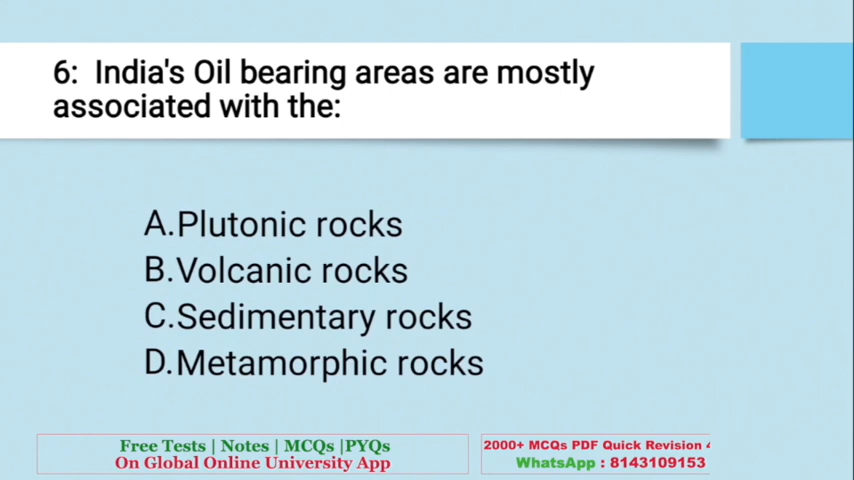 6: India's Oil bearing areas are mostly
associated with the:
A.Plutonic rocks
B.Volcanic rocks
C.Sedimentary rocks
D.Metamorphic rocks
Free Tests | Notes | MCQs |PYQs
On Global Online University App
2000+ MCQs PDF Quick Revision
WhatsApp : 8143109153